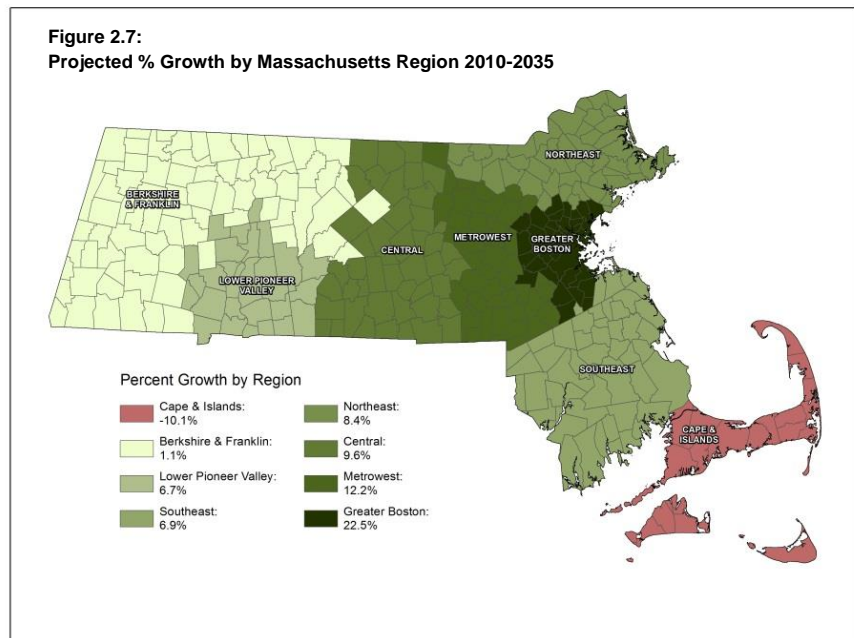 Figure 2.7:
Projected % Growth by Massachusetts Region 2010-2035
NORTHEAST
BERKSHIRE
& FRANKLIN
METROWEST
GREATER
BOSTON
CENTRAL
LOWER PIONEER
VALLEY
SOUTHEAST
CAPE &
ISLANDS
Percent Growth by Region
Cape & Islands:
-10.1%
Berkshire & Franklin:
1.1%
Lower Pioneer Valley:
6.7%
Southeast:
6.9%
Northeast:
8.4%
Central:
9.6%
Metrowest:
12.2%
Greater Boston:
22.5%